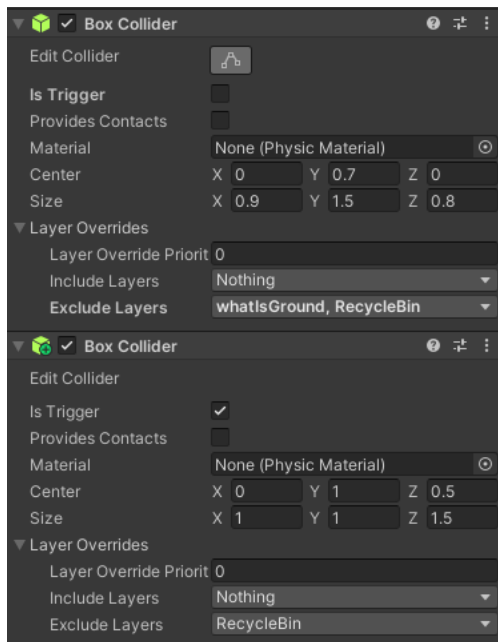 Box Collider
Edit Collider
Is Trigger
Provides Contacts
Material None (Physic Material)
Center X 0 Y 0.7 Z 0
Size X 0.9 Y 1.5 Z 0.8
Layer Overrides
Layer Override Priorit 0
Include Layers Nothing
Exclude Layers whatIsGround, RecycleBin
Box Collider
Edit Collider
Is Trigger
Provides Contacts
Material None (Physic Material)
Center X 0 Y 1 Z 0.5
Size X 1 Y 1 Z 1.5
Layer Overrides
Layer Override Priorit 0
Include Layers Nothing
Exclude Layers RecycleBin